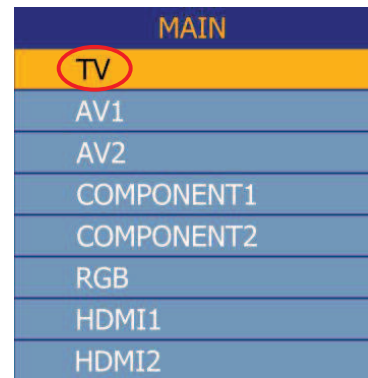 MAIN
TV
AV1
AV2
COMPONENT1
COMPONENT2
RGB
HDMI1
HDMI2